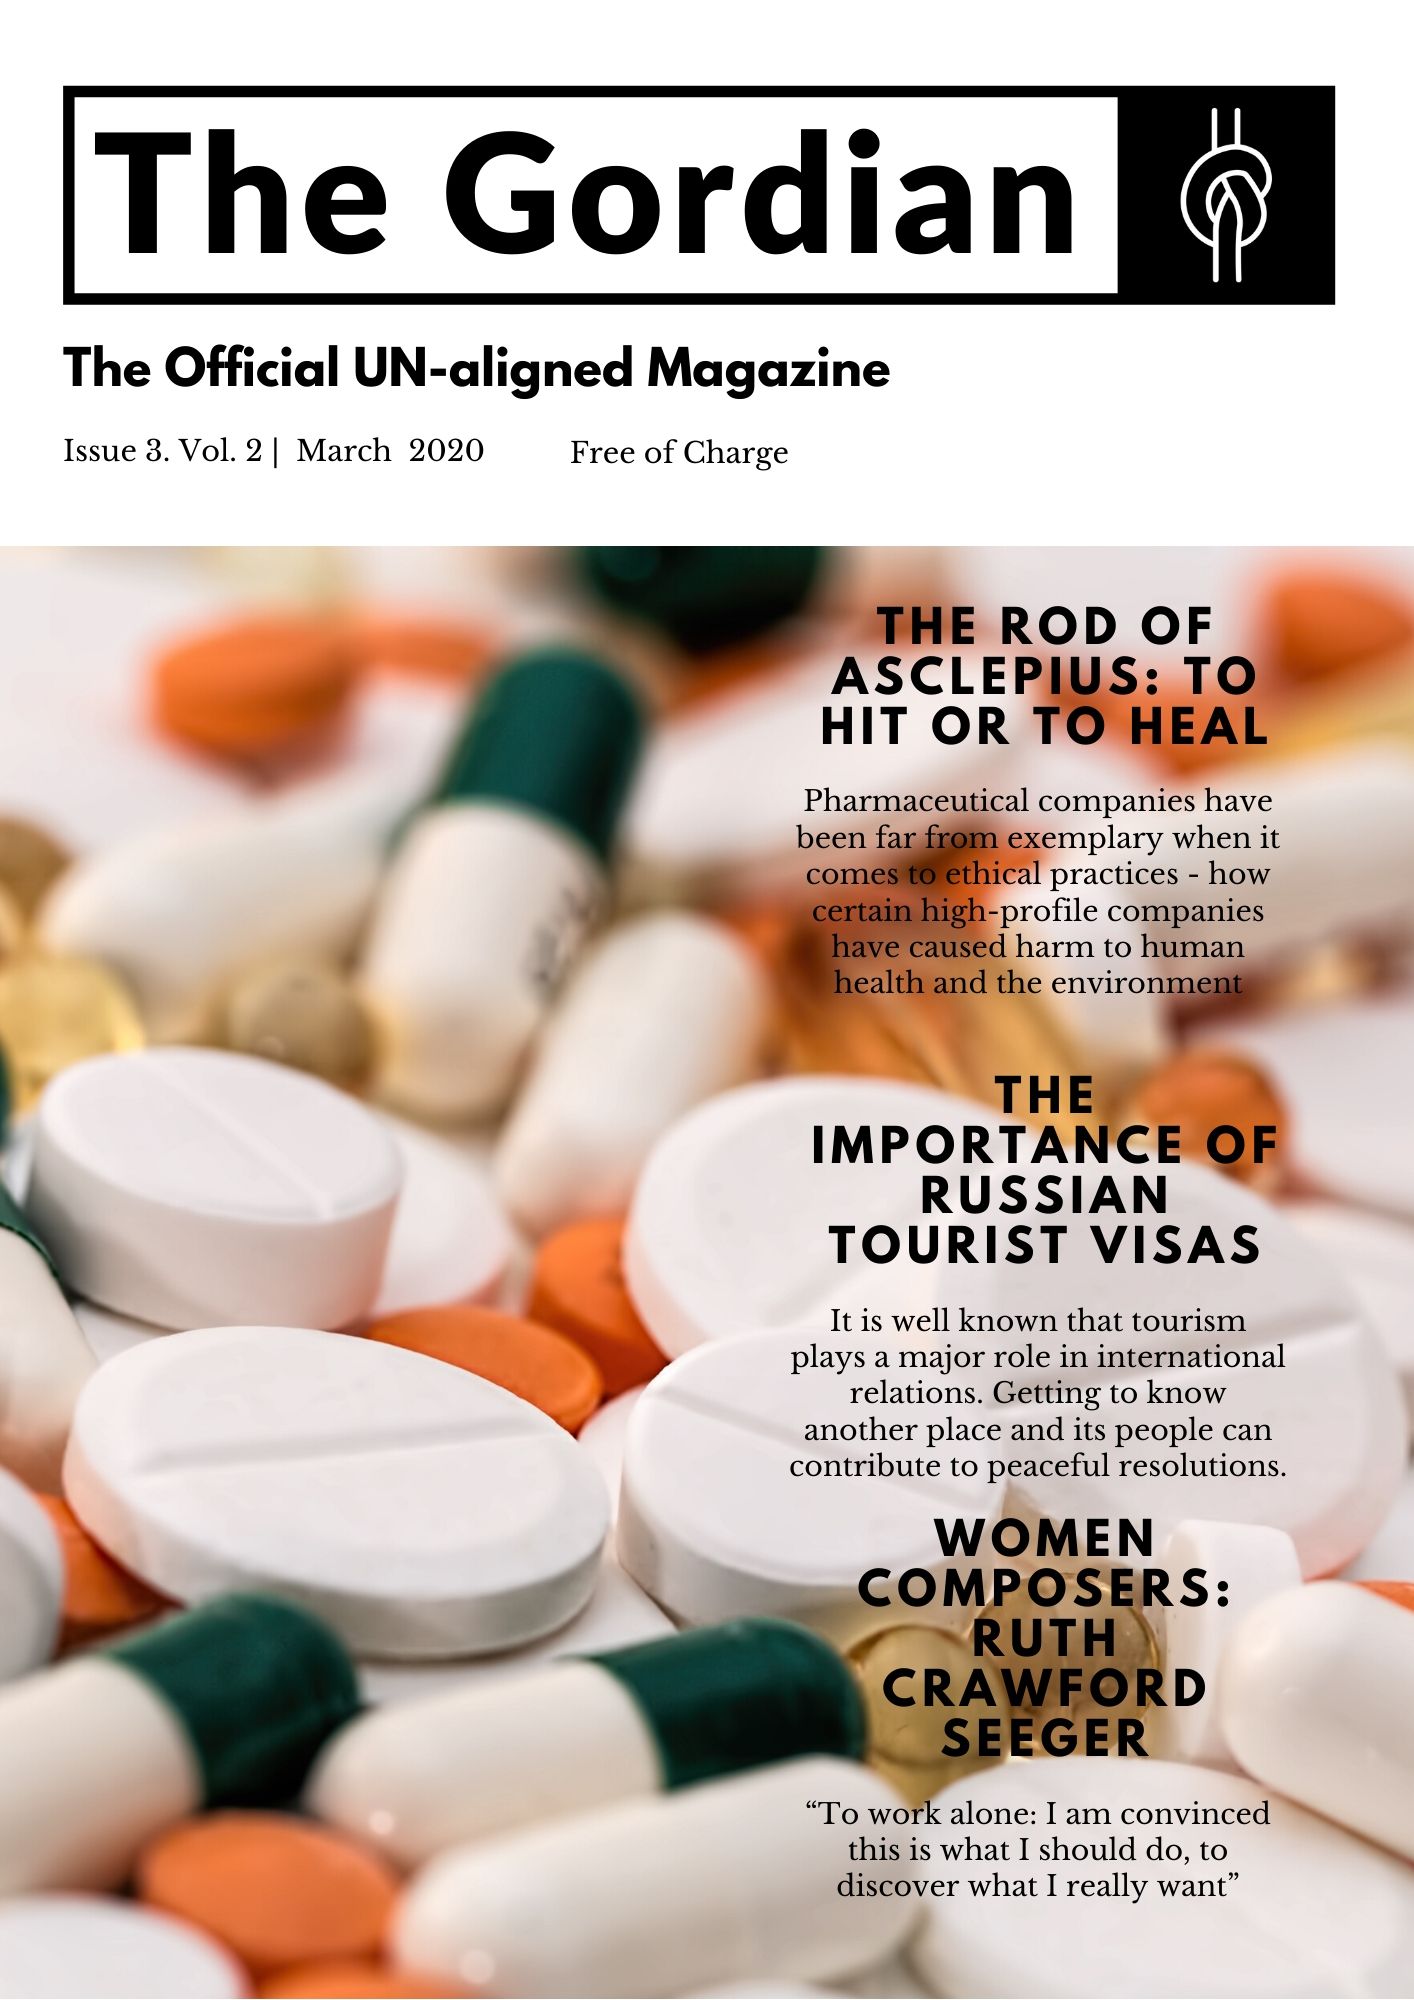 The Gordian
The Official UN-aligned Magazine
Issue 3. Vol. 2 | March 2020 Free of Charge
THE ROD OF
ASCLEPIUS: TO
HIT OR TO HEAL
Pharmaceutical companies have
been far from exemplary when it
comes to ethical practices - how
certain high-profile companies
have caused harm to human
health and the environment
THE
IMPORTANCE OF
RUSSIAN
TOURIST VISAS
It is well known that tourism
plays a major role in international
relations. Getting to know
another place and its people can
contribute to peaceful resolutions.
WOMEN
COMPOSERS:
RUTH
CRAWFORD
SEEGER
“To work alone: I am convinced
this is what I should do, to
discover what I really want”